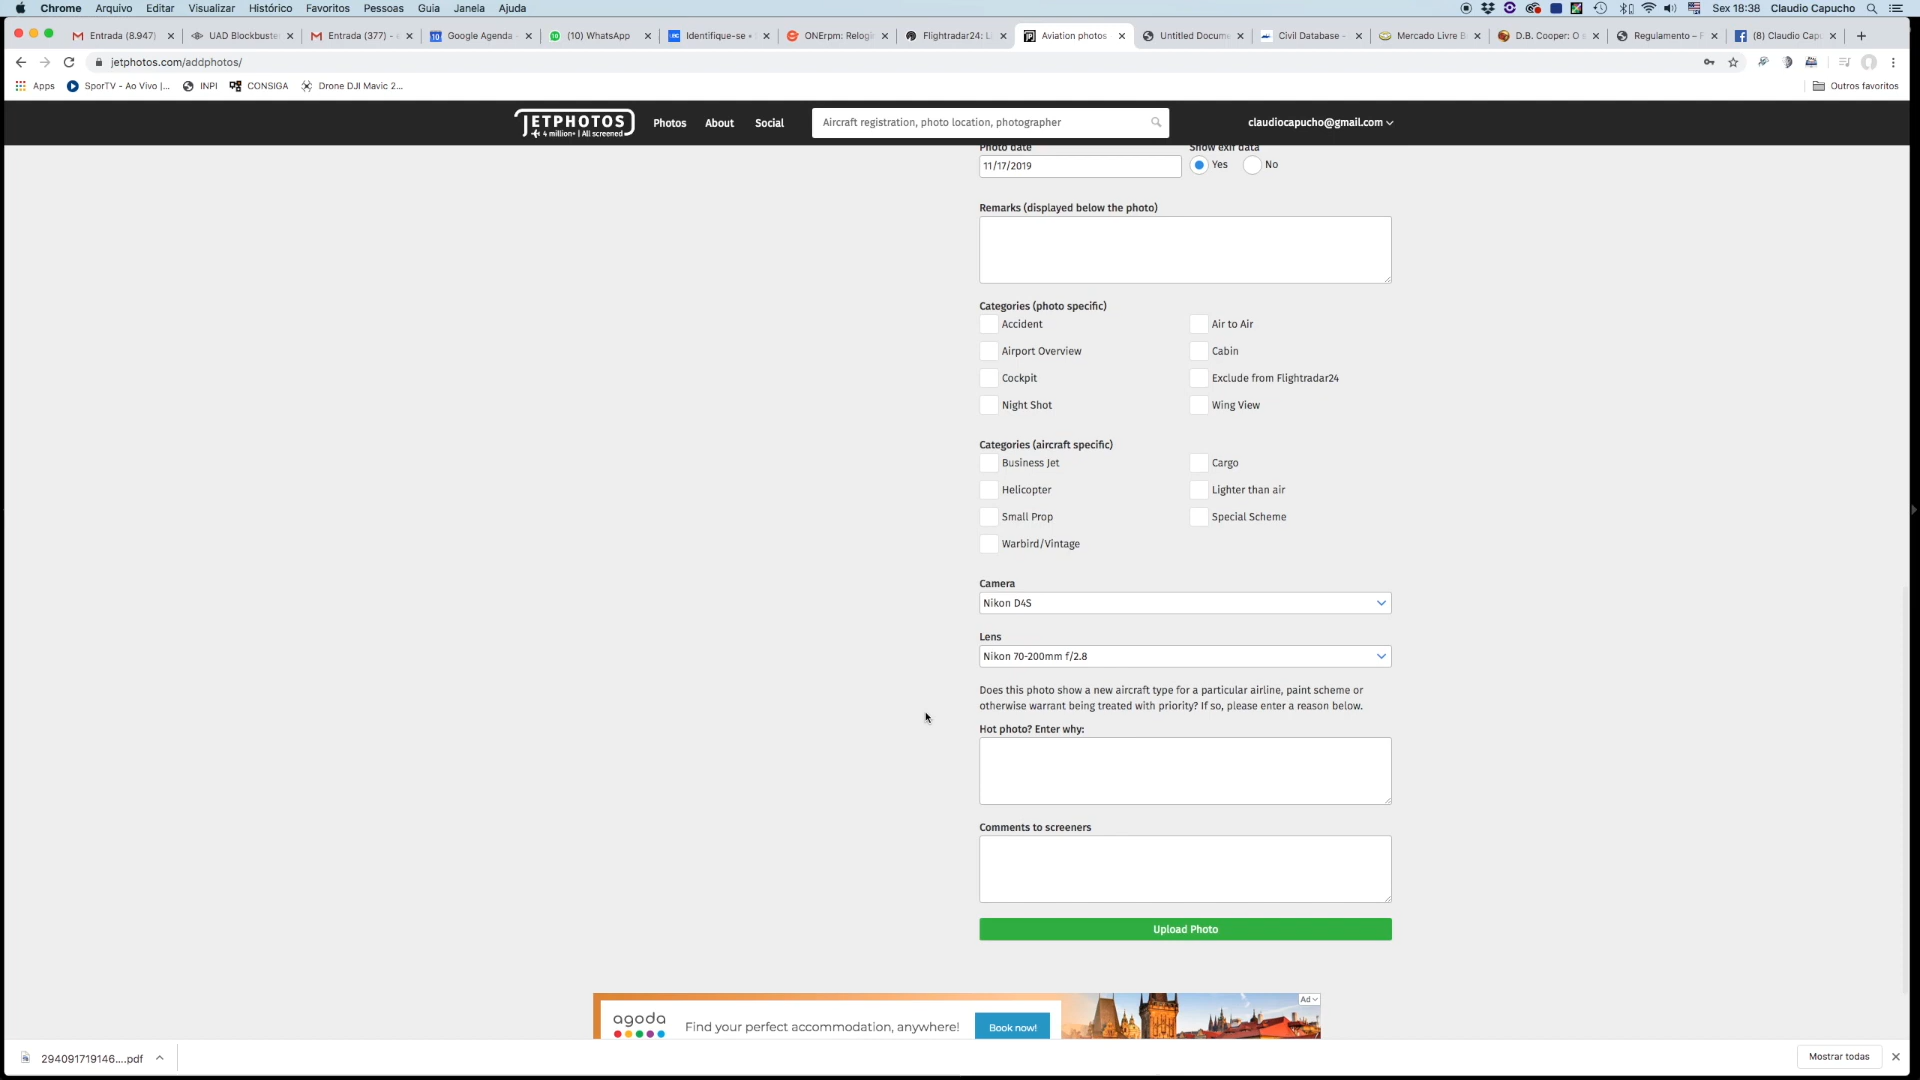 Chrome Arquivo Editar Visualizar Histórico Favoritos Pessoas Guia Janela Ajuda Sex 18:38 Claudio Capucho
Entrada (8.947) UAD Blockbuste Entrada (377) - Google Agenda (10) WhatsApp Identifique-se • ONErpm: Relogi Flightradar24: Li Aviation photos Untitled Docume Civil Database - Mercado Livre B D.B. Cooper: O s Regulamento – F (8) Claudio Cap
jetphotos.com/addphotos/
Apps SporTV - Ao Vivo |... INPI CONSIGA Drone DJI Mavic 2... Outros favoritos
JETPHOTOS
4 million+ | All screened
Photos About Social Aircraft registration, photo location, photographer claudiocapucho@gmail.com
Photo date Show exif data
11/17/2019 Yes No
Remarks (displayed below the photo)
Categories (photo specific)
Accident Air to Air
Airport Overview Cabin
Cockpit Exclude from Flightradar24
Night Shot Wing View
Categories (aircraft specific)
Business Jet Cargo
Helicopter Lighter than air
Small Prop Special Scheme
Warbird/Vintage
Camera
Nikon D4S
Lens
Nikon 70-200mm f/2.8
Does this photo show a new aircraft type for a particular airline, paint scheme or
otherwise warrant being treated with priority? If so, please enter a reason below.
Hot photo? Enter why:
Comments to screeners
Upload Photo
Ad
agoda Find your perfect accommodation, anywhere! Book now!
294091719146....pdf Mostrar todas